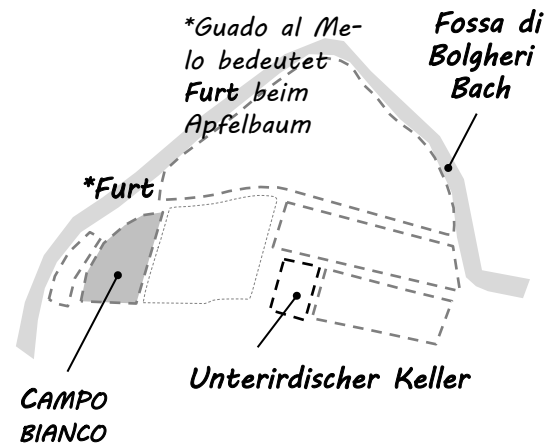 *Guado al Me-
lo bedeutet
Furt beim
Apfelbaum
Fossa di
Bolgheri
Bach
*Furt
Unterirdischer Keller
CAMPO
BIANCO